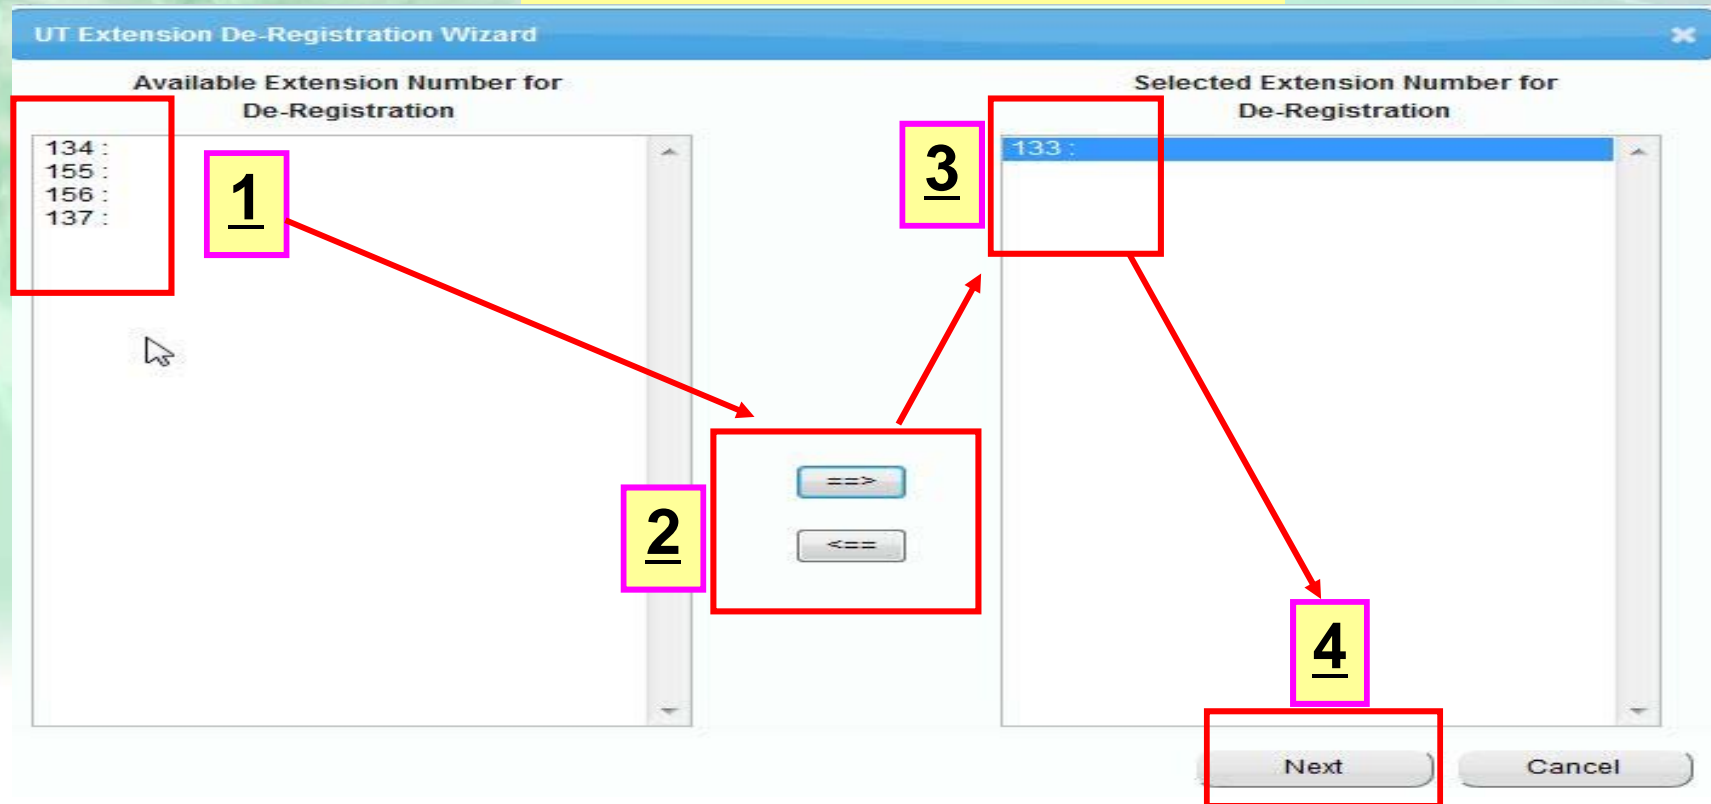 UT Extension De-Registration Wizard
Available Extension Number for
De-Registration
Selected Extension Number for
De-Registration
134 :
155 :
156 :
137 :
1
3
133 :
2
==>
<==
4
Next
Cancel